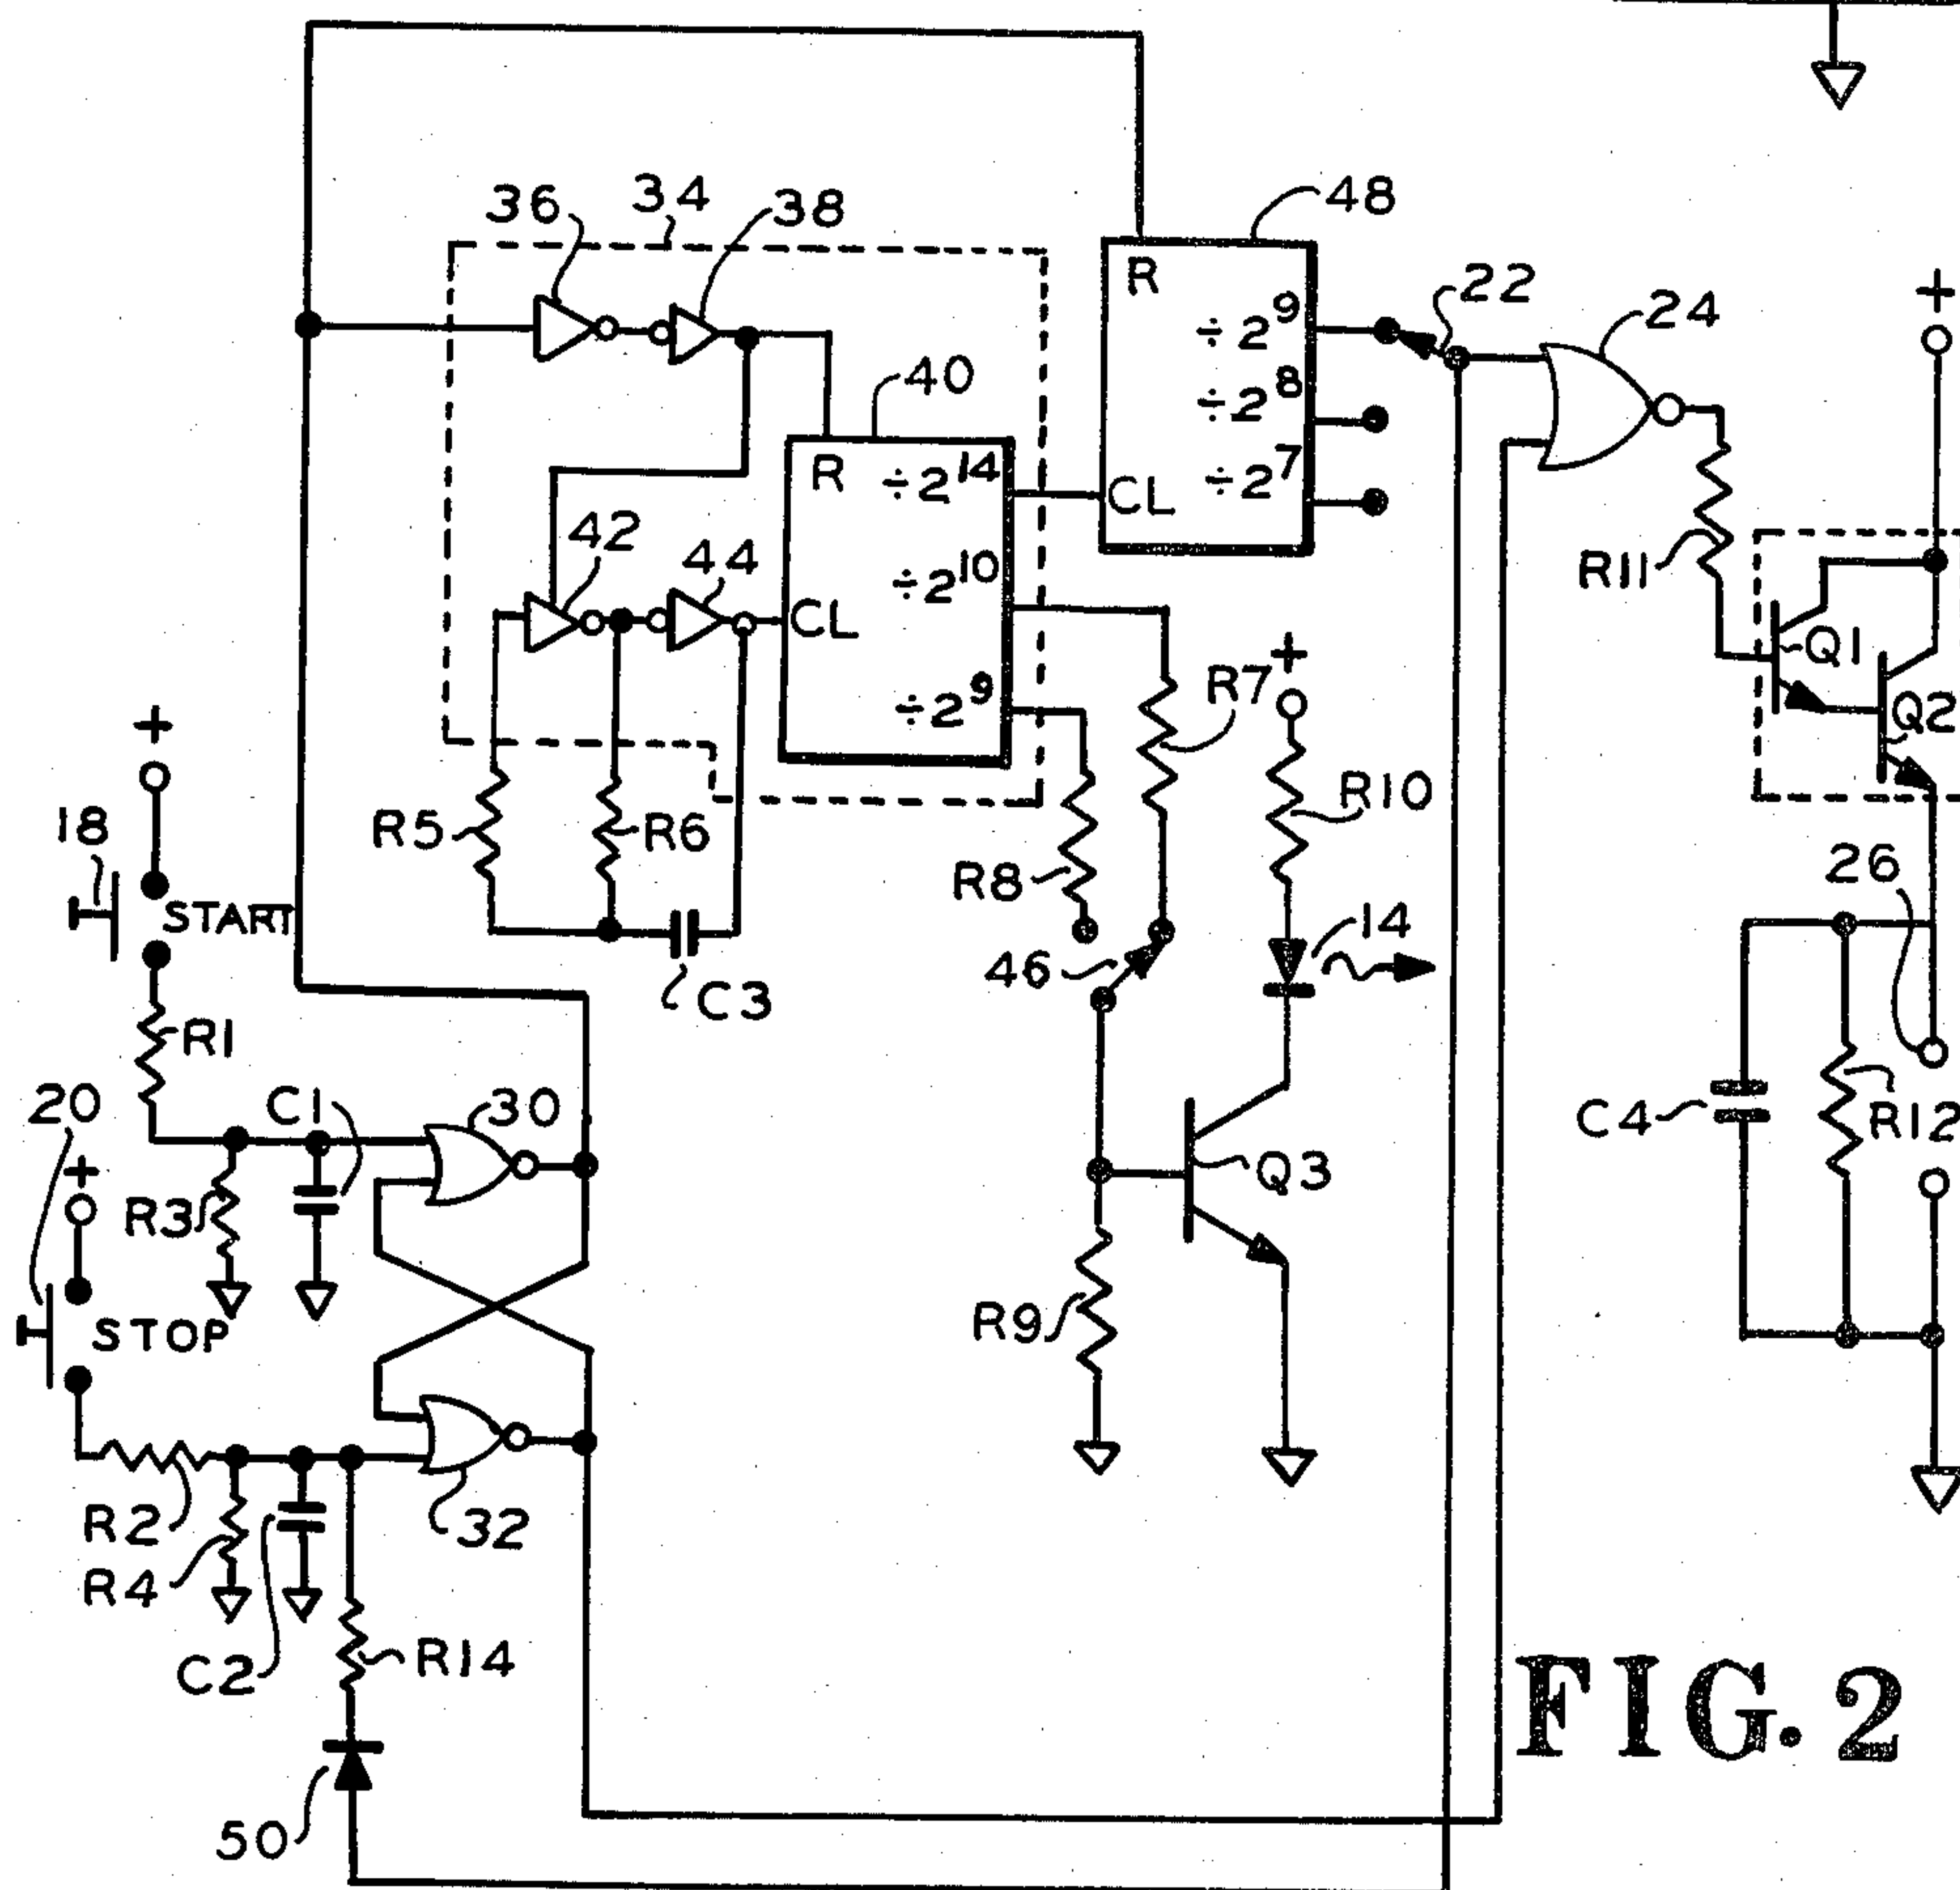 36
34
38
48
R
÷2⁹
÷2⁸
÷2⁷
CL
22
24
+
40
R
÷2¹⁴
÷2¹⁰
÷2⁹
CL
42
44
R11
Q1
Q2
+
18
START
R5
R6
C3
R8
R7
+
R10
46
14
26
R1
20
+
C1
30
R3
STOP
Q3
C4
R12
R9
R2
R4
C2
32
R14
50
FIG. 2